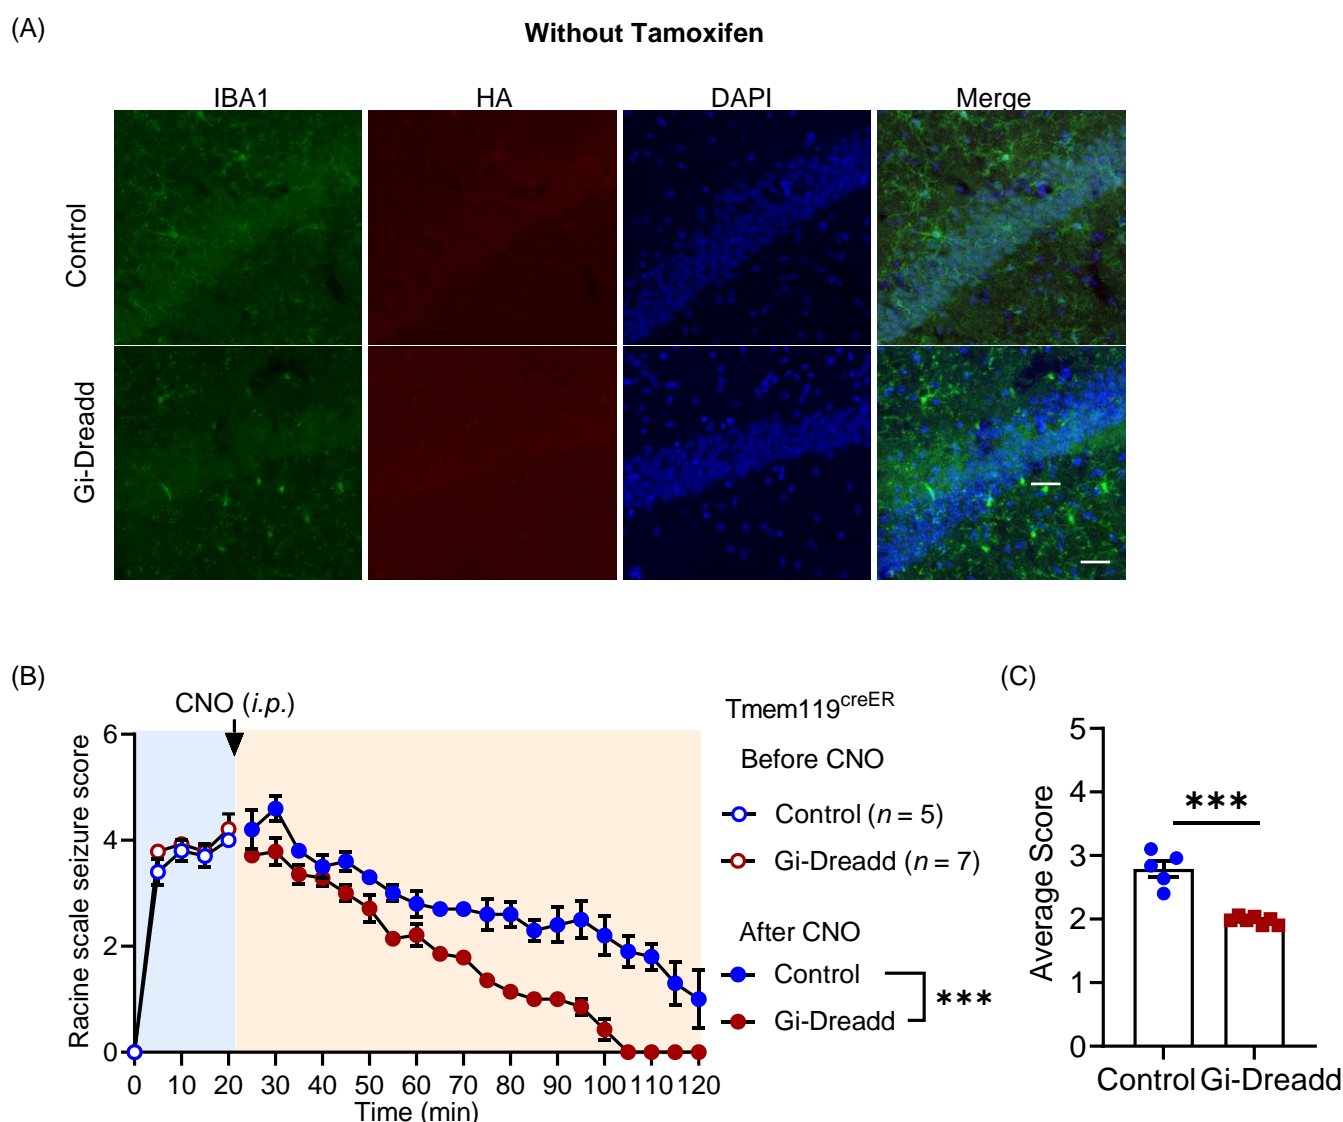 (A)
Without Tamoxifen
IBA1 HA DAPI Merge
Control
Gi-Dreadd
(B)
CNO (i.p.)
Racine scale seizure score
6
4
2
0
0 10 20 30 40 50 60 70 80 90 100 110 120
Time (min)
Tmem119creER
Before CNO
Control (n = 5)
Gi-Dreadd (n = 7)
After CNO
Control
Gi-Dreadd
***
(C)
Average Score
5
4
3
2
1
0
***
Control Gi-Dreadd